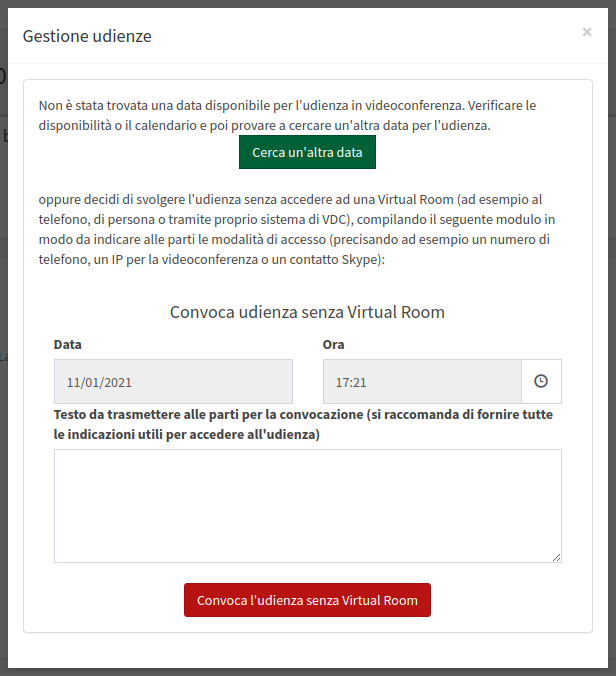 Gestione udienze
×
Non è stata trovata una data disponibile per l'udienza in videoconferenza. Verificare le
disponibilità o il calendario e poi provare a cercare un'altra data per l'udienza.
Cerca un'altra data
oppure decidi di svolgere l'udienza senza accedere ad una Virtual Room (ad esempio al
telefono, di persona o tramite proprio sistema di VDC), compilando il seguente modulo in
modo da indicare alle parti le modalità di accesso (precisando ad esempio un numero di
telefono, un IP per la videoconferenza o un contatto Skype):
Convoca udienza senza Virtual Room
Data Ora
11/01/2021 17:21
Testo da trasmettere alle parti per la convocazione (si raccomanda di fornire tutte
le indicazioni utili per accedere all'udienza)
Convoca l'udienza senza Virtual Room